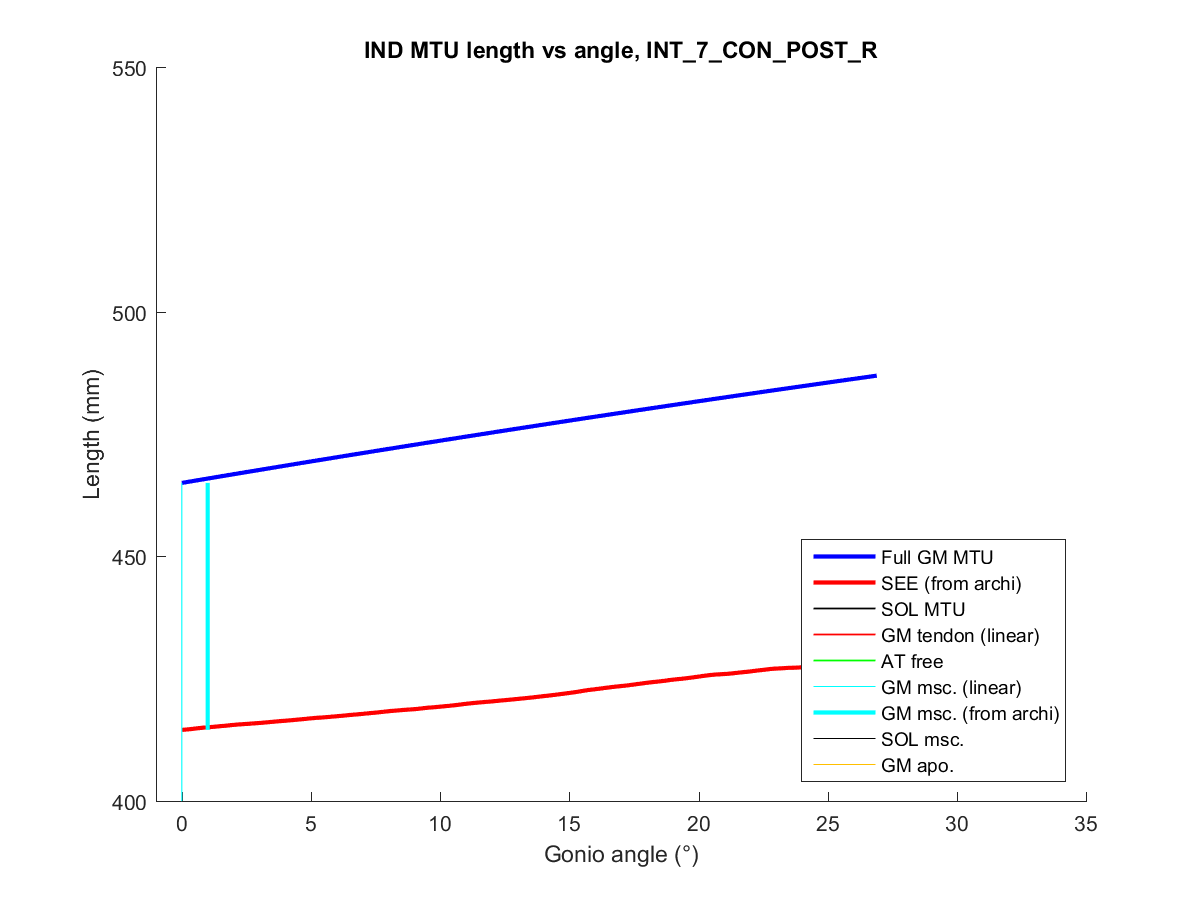 IND MTU length vs angle, INT_7_CON_POST_R
550
500
450
400
Length (mm)
0 5 10 15 20 25 30 35
Gonio angle (°)
Full GM MTU
SEE (from archi)
SOL MTU
GM tendon (linear)
AT free
GM msc. (linear)
GM msc. (from archi)
SOL msc.
GM apo.